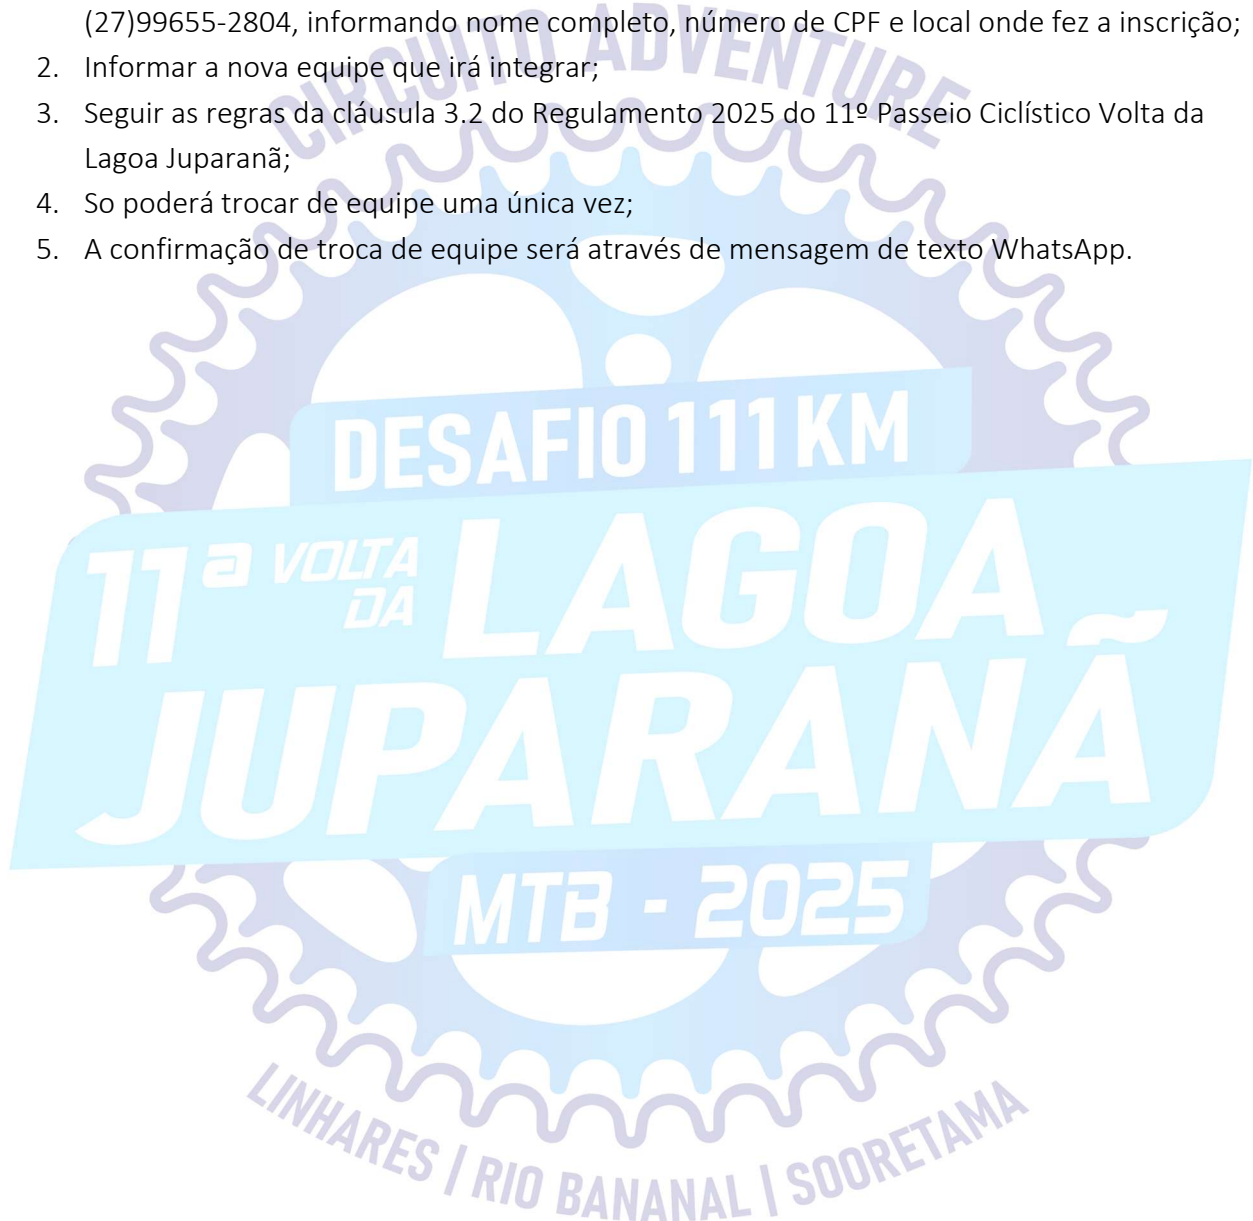 (27)99655-2804, informando nome completo, número de CPF e local onde fez a inscrição;
2. Informar a nova equipe que irá integrar;
3. Seguir as regras da cláusula 3.2 do Regulamento 2025 do 11º Passeio Ciclístico Volta da
Lagoa Juparanã;
4. So poderá trocar de equipe uma única vez;
5. A confirmação de troca de equipe será através de mensagem de texto WhatsApp.
CIRCUITO ADVENTURE
DESAFIO 111 KM
11ª VOLTA
DA
LAGOA
JUPARANÃ
MTB - 2025
LINHARES | RIO BANANAL | SOORETAMA